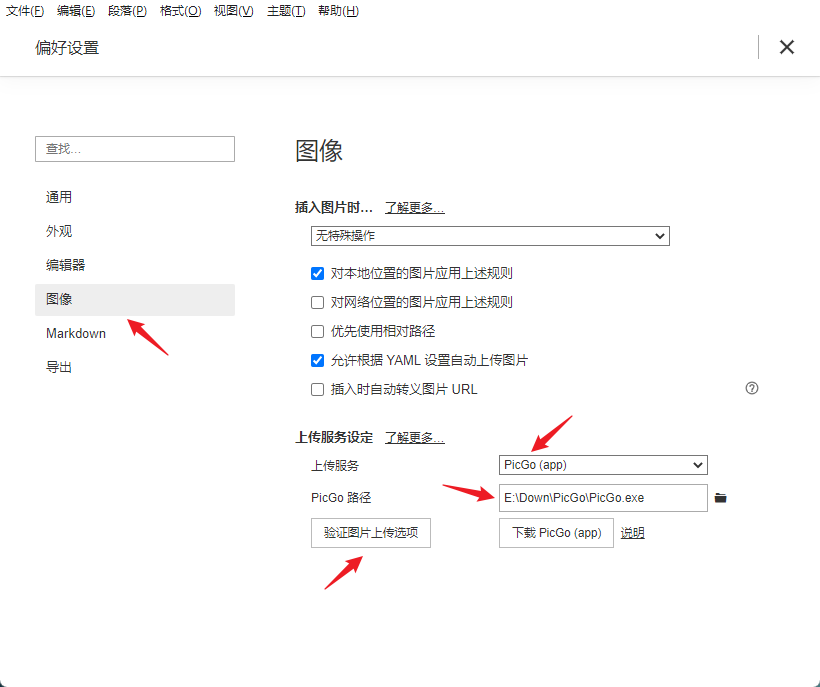 文件(F) 编辑(E) 段落(P) 格式(O) 视图(V) 主题(T) 帮助(H)
偏好设置
查找...
通用
外观
编辑器
图像
Markdown
导出
图像
插入图片时... 了解更多...
无特殊操作
对本地位置的图片应用上述规则
对网络位置的图片应用上述规则
优先使用相对路径
允许根据 YAML 设置自动上传图片
插入时自动转义图片 URL
上传服务设定 了解更多...
上传服务 PicGo (app)
PicGo 路径 E:\Down\PicGo\PicGo.exe
验证图片上传选项 下载 PicGo (app) 说明